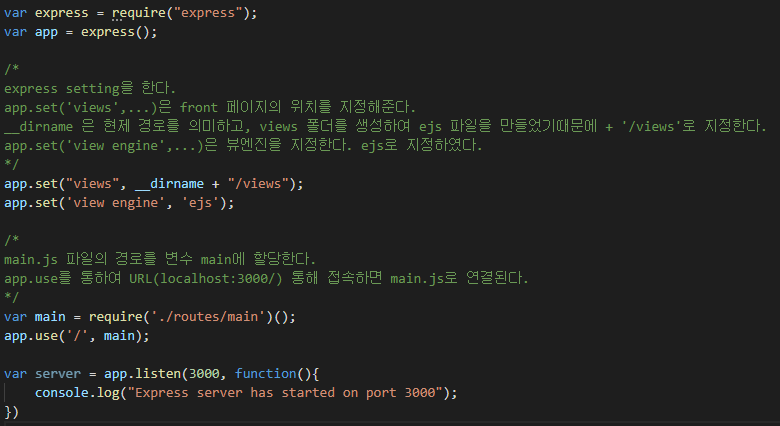 var express = require("express");
var app = express();
/*
express setting을 한다.
app.set('views',...)은 front 페이지의 위치를 지정해준다.
__dirname 은 현제 경로를 의미하고, views 폴더를 생성하여 ejs 파일을 만들었기때문에 + '/views'로 지정한다.
app.set('view engine',...)은 뷰엔진을 지정한다. ejs로 지정하였다.
*/
app.set("views", __dirname + "/views");
app.set('view engine', 'ejs');
/*
main.js 파일의 경로를 변수 main에 할당한다.
app.use를 통하여 URL(localhost:3000/) 통해 접속하면 main.js로 연결된다.
*/
var main = require('./routes/main')();
app.use('/', main);
var server = app.listen(3000, function(){
    console.log("Express server has started on port 3000");
})